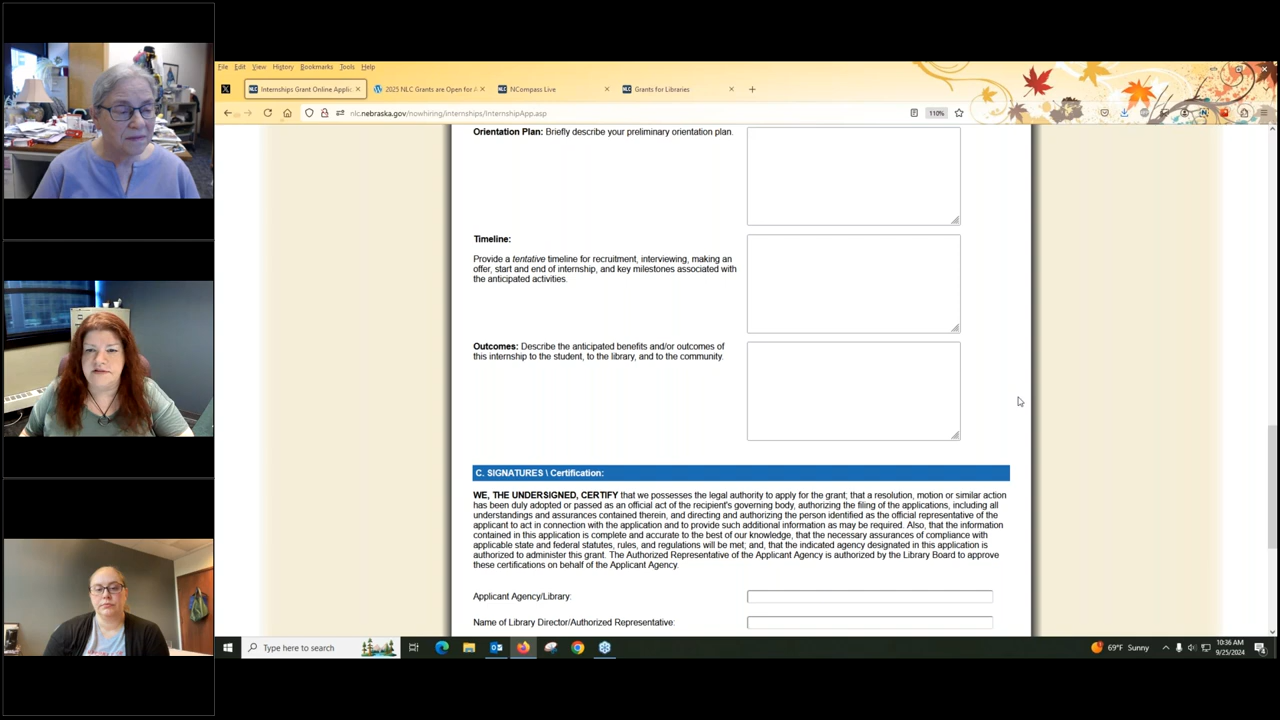 File Edit View History Bookmarks Tools Help
Internships Grant Online Applic
2025 NLC Grants are Open for A
NCompass Live
Grants for Libraries
nlc.nebraska.gov/nowhiring/internships/InternshipApp.asp
110%
Orientation Plan: Briefly describe your preliminary orientation plan.
Timeline:
Provide a tentative timeline for recruitment, interviewing, making an
offer, start and end of internship, and key milestones associated with
the anticipated activities.
Outcomes: Describe the anticipated benefits and/or outcomes of
this internship to the student, to the library, and to the community.
C. SIGNATURES \ Certification:
WE, THE UNDERSIGNED, CERTIFY that we possesses the legal authority to apply for the grant; that a resolution, motion or similar action
has been duly adopted or passed as an official act of the recipient's governing body, authorizing the filing of the applications, including all
understandings and assurances contained therein, and directing and authorizing the person identified as the official representative of the
applicant to act in connection with the application and to provide such additional information as may be required. Also, that the information
contained in this application is complete and accurate to the best of our knowledge, that the necessary assurances of compliance with
applicable state and federal statutes, rules, and regulations will be met; and, that the indicated agency designated in this application is
authorized to administer this grant. The Authorized Representative of the Applicant Agency is authorized by the Library Board to approve
these certifications on behalf of the Applicant Agency.
Applicant Agency/Library:
Name of Library Director/Authorized Representative:
Type here to search
69°F Sunny
10:36 AM
9/25/2024